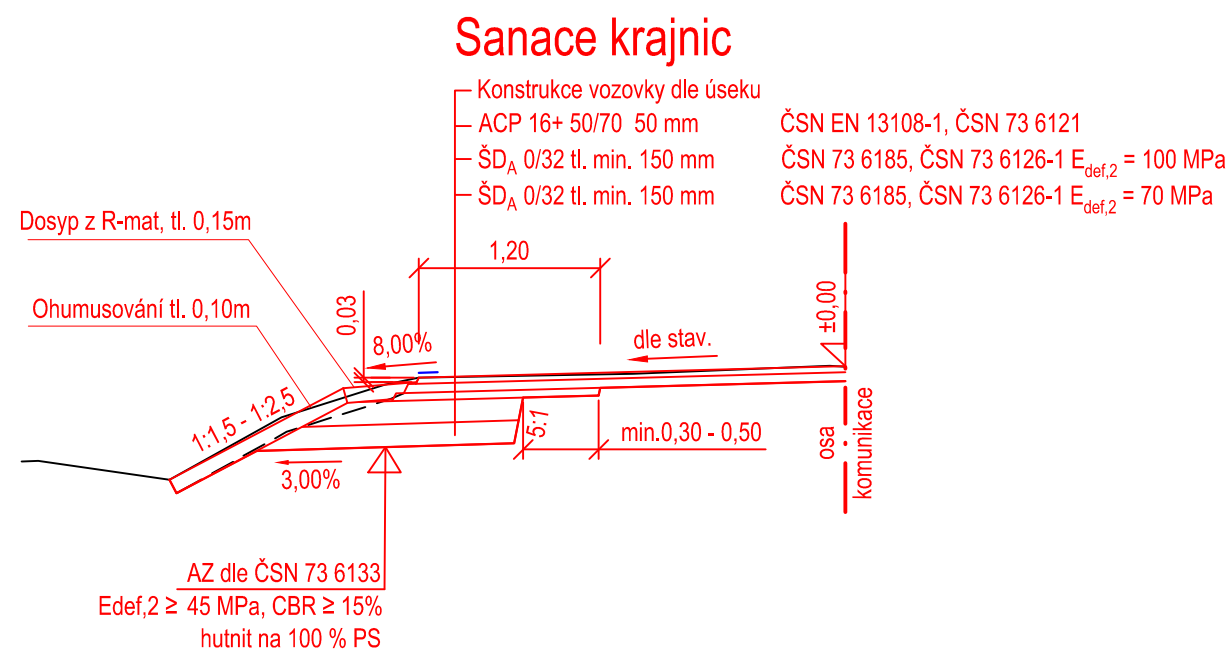 Sanace krajnic
Konstrukce vozovky dle úseku
ACP 16+ 50/70 50 mm ČSN EN 13108-1, ČSN 73 6121
ŠDA 0/32 tl. min. 150 mm ČSN 73 6185, ČSN 73 6126-1 Edef,2 = 100 MPa
ŠDA 0/32 tl. min. 150 mm ČSN 73 6185, ČSN 73 6126-1 Edef,2 = 70 MPa
Dosyp z R-mat, tl. 0,15m
1,20
Ohumusování tl. 0,10m
0,03
±0,00
8,00%
dle stav.
1:1,5 - 1:2,5
5:1
min.0,30 - 0,50
osa
komunikace
3,00%
AZ dle ČSN 73 6133
Edef,2 ≥ 45 MPa, CBR ≥ 15%
hutnit na 100 % PS